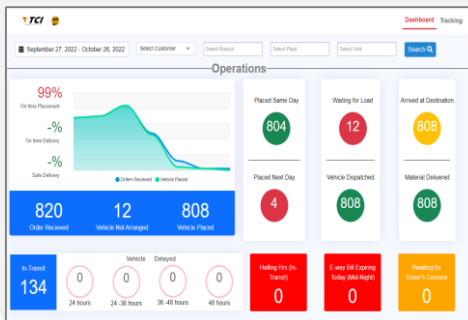 TCI
Dashboard Tracking
September 27, 2022 - October 26, 2022
Select Customer
Select Branch
Select Plant
Select Unit
Search
Operations
99%
On time Placement
-%
On time Delivery
-%
Safe Delivery
Orders Recieved Vehicle Placed
820
Order Recieved
12
Vehicle Not Arranged
808
Vehicle Placed
Placed Same Day
804
Placed Next Day
4
Waiting for Load
12
Vehicle Dispatched
808
Arrived at Destination
808
Material Delivered
808
In-Transit
134
Vehicle Delayed
0
24 hours
0
24 -36 hours
0
36 -48 hours
0
48 hours
Halting Hrs (In-
Transit)
0
E-way Bill Expiring
Today (Mid-Night)
0
Awaiting for
Driver's Consent
0